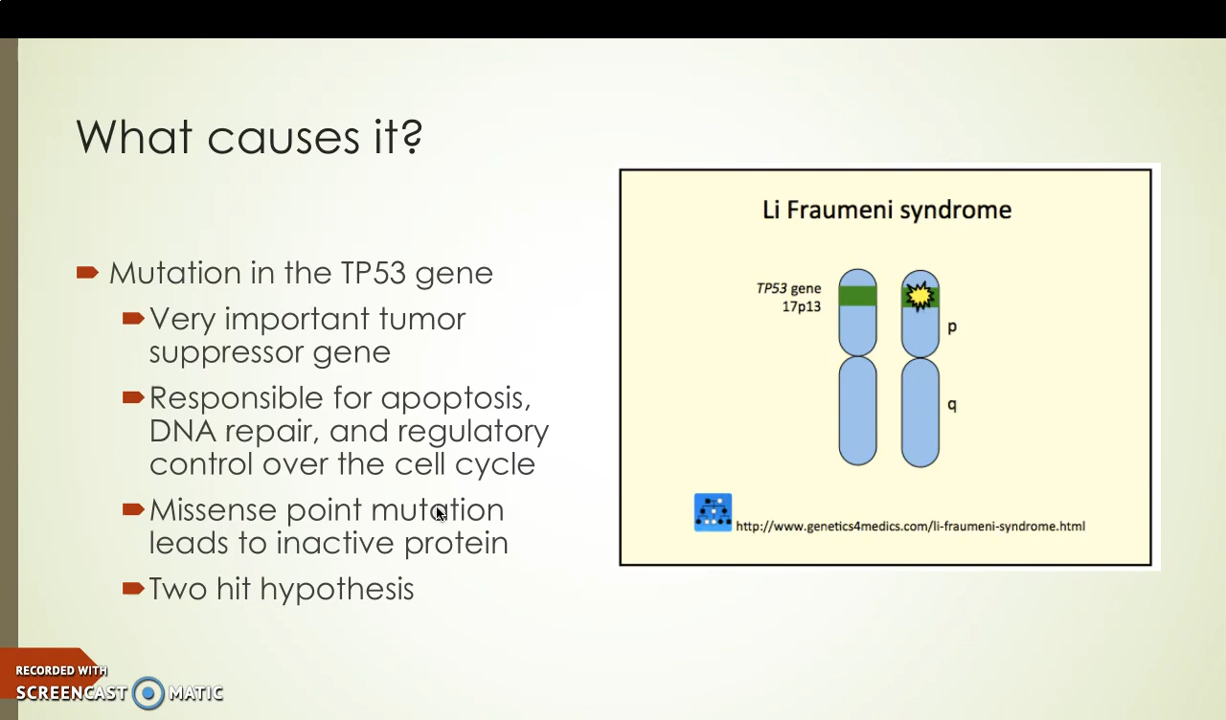 What causes it?
Mutation in the TP53 gene
Very important tumor
suppressor gene
Responsible for apoptosis,
DNA repair, and regulatory
control over the cell cycle
Missense point mutation
leads to inactive protein
Two hit hypothesis
Li Fraumeni syndrome
TP53 gene
17p13
p
q
http://www.genetics4medics.com/li-fraumeni-syndrome.html
RECORDED WITH
SCREENCAST MATIC